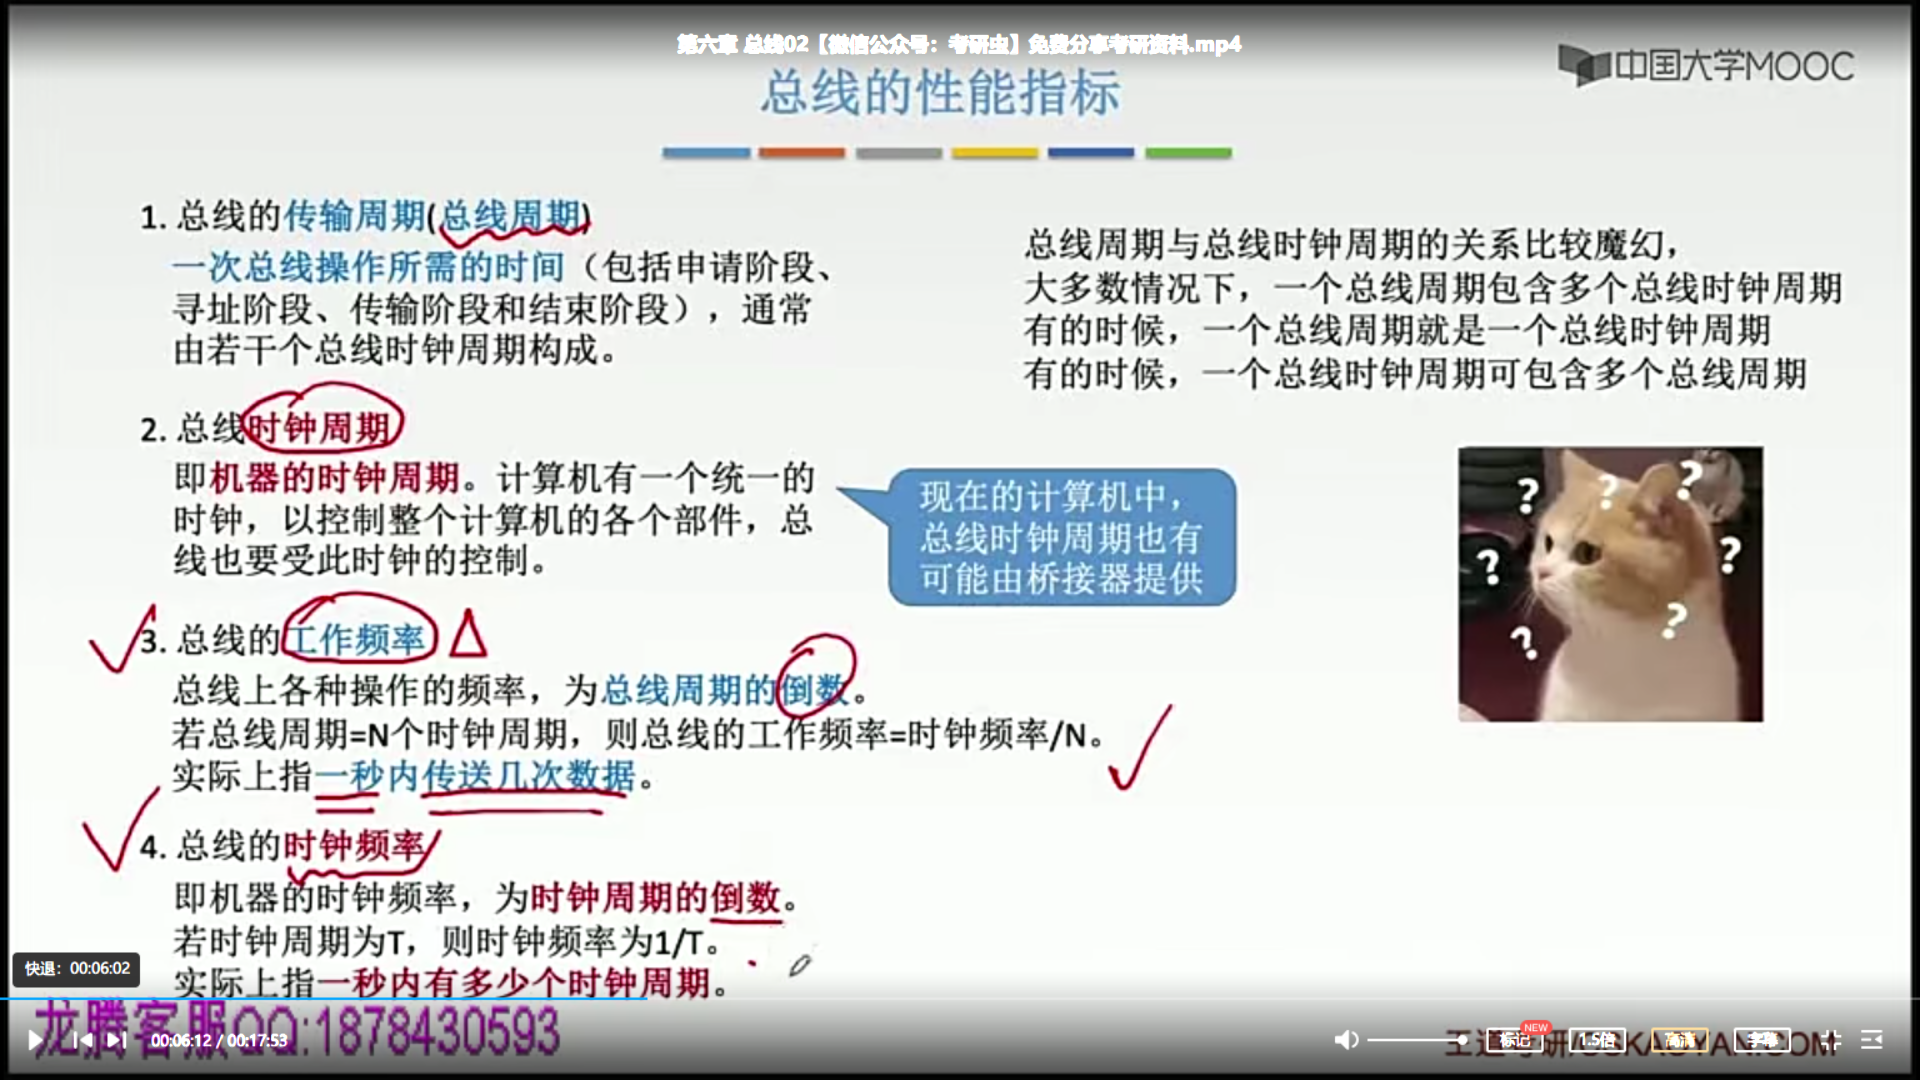 第六章 总线02【微信公众号：考研虫】免费分享考研资料.mp4
中国大学MOOC
总线的性能指标
1. 总线的传输周期(总线周期)
一次总线操作所需的时间（包括申请阶段、
寻址阶段、传输阶段和结束阶段），通常
由若干个总线时钟周期构成。
2. 总线时钟周期
即机器的时钟周期。计算机有一个统一的
时钟，以控制整个计算机的各个部件，总
线也要受此时钟的控制。
3. 总线的工作频率
总线上各种操作的频率，为总线周期的倒数。
若总线周期=N个时钟周期，则总线的工作频率=时钟频率/N。
实际上指一秒内传送几次数据。
4. 总线的时钟频率
即机器的时钟频率，为时钟周期的倒数。
若时钟周期为T，则时钟频率为1/T。
实际上指一秒内有多少个时钟周期。
总线周期与总线时钟周期的关系比较魔幻，
大多数情况下，一个总线周期包含多个总线时钟周期
有的时候，一个总线周期就是一个总线时钟周期
有的时候，一个总线时钟周期可包含多个总线周期
现在的计算机中，
总线时钟周期也有
可能由桥接器提供
? ? ? ? ? ? ?
快退：00:06:02
龙腾客服QQ:1878430593
00:06:12 / 00:17:53
王道考研/CSKAOYAN.COM
NEW
标记
1.5倍
高清
字幕